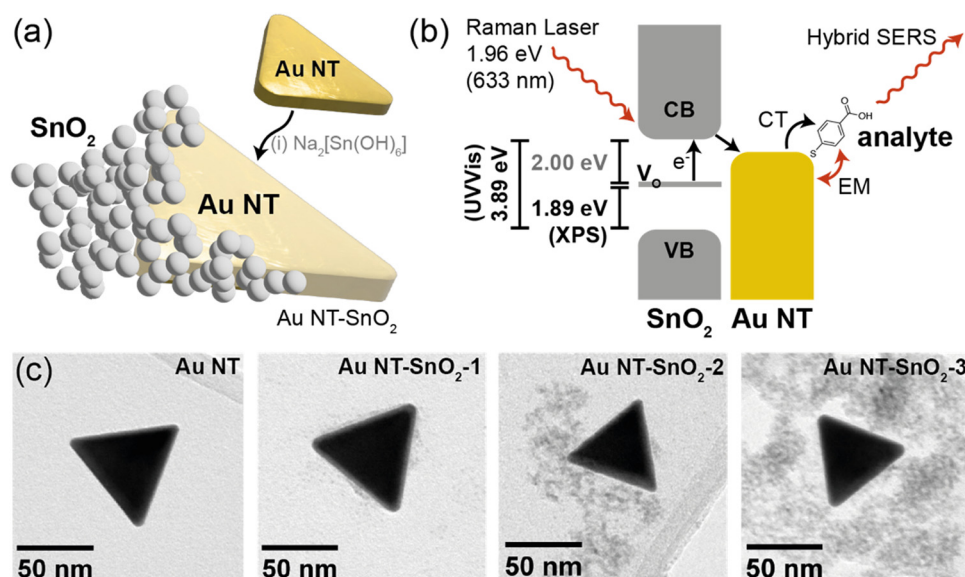 (a)
Au NT
SnO₂
(i) Na₂[Sn(OH)₆]
Au NT
Au NT-SnO₂
(b)
Raman Laser
1.96 eV
(633 nm)
Hybrid SERS
CB
CT
O
OH
analyte
S
EM
(UVVis)
3.89 eV
2.00 eV
V₀
e⁻
1.89 eV
(XPS)
VB
SnO₂
Au NT
(c)
Au NT
50 nm
Au NT-SnO₂-1
50 nm
Au NT-SnO₂-2
50 nm
Au NT-SnO₂-3
50 nm